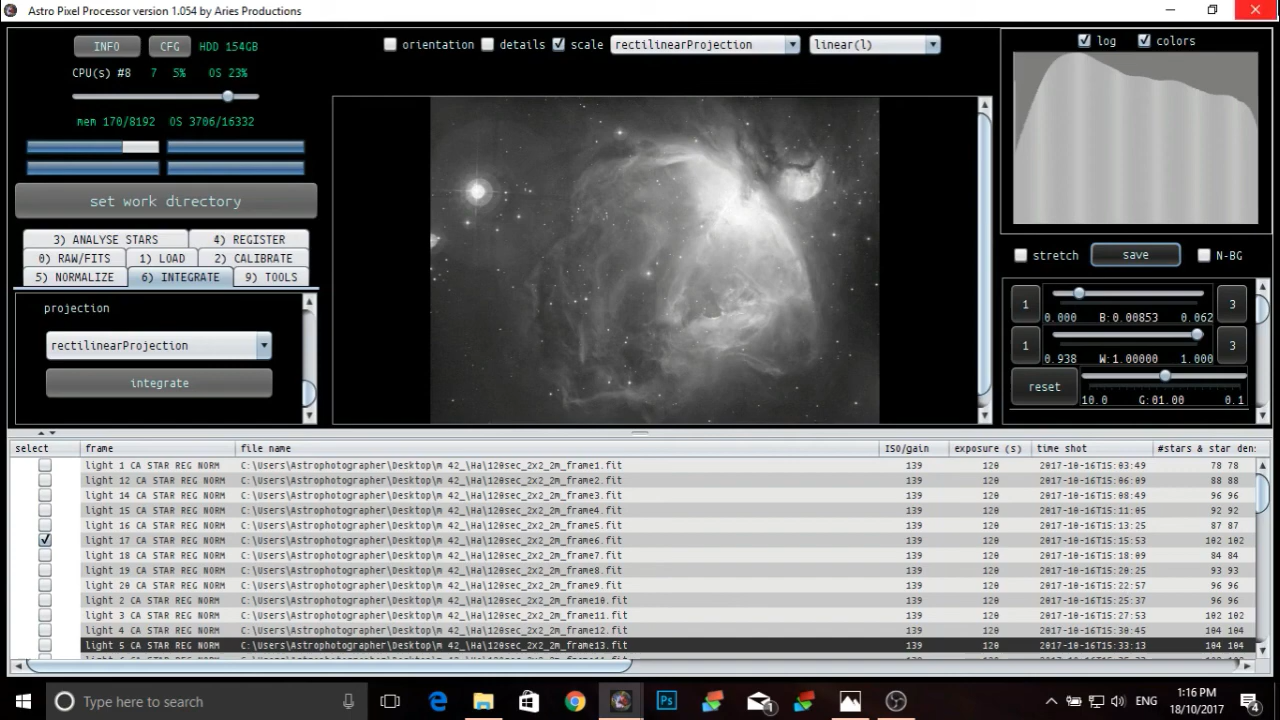 Astro Pixel Processor version 1.054 by Aries Productions
INFO CFG HDD 154GB
CPU(s) #8 7 5% OS 23%
mem 170/8192 OS 3706/16332
set work directory
3) ANALYSE STARS 4) REGISTER
0) RAW/FITS 1) LOAD 2) CALIBRATE
5) NORMALIZE 6) INTEGRATE 9) TOOLS
projection
rectilinearProjection
integrate
orientation details scale rectilinearProjection linear(l)
log colors
stretch save N-BG
1 3
0.000 B:0.00853 0.062
1 3
0.938 W:1.00000 1.000
reset
10.0 G:01.00 0.1
select frame file name ISO/gain exposure (s) time shot #stars & star den
light 1 CA STAR REG NORM C:\Users\Astrophotographer\Desktop\m 42_\Ha\120sec_2x2_2m_frame1.fit 139 120 2017-10-16T15:03:49 78 78
light 12 CA STAR REG NORM C:\Users\Astrophotographer\Desktop\m 42_\Ha\120sec_2x2_2m_frame2.fit 139 120 2017-10-16T15:06:09 88 88
light 14 CA STAR REG NORM C:\Users\Astrophotographer\Desktop\m 42_\Ha\120sec_2x2_2m_frame3.fit 139 120 2017-10-16T15:08:49 96 96
light 15 CA STAR REG NORM C:\Users\Astrophotographer\Desktop\m 42_\Ha\120sec_2x2_2m_frame4.fit 139 120 2017-10-16T15:11:05 92 92
light 16 CA STAR REG NORM C:\Users\Astrophotographer\Desktop\m 42_\Ha\120sec_2x2_2m_frame5.fit 139 120 2017-10-16T15:13:25 87 87
light 17 CA STAR REG NORM C:\Users\Astrophotographer\Desktop\m 42_\Ha\120sec_2x2_2m_frame6.fit 139 120 2017-10-16T15:15:53 102 102
light 18 CA STAR REG NORM C:\Users\Astrophotographer\Desktop\m 42_\Ha\120sec_2x2_2m_frame7.fit 139 120 2017-10-16T15:18:09 84 84
light 19 CA STAR REG NORM C:\Users\Astrophotographer\Desktop\m 42_\Ha\120sec_2x2_2m_frame8.fit 139 120 2017-10-16T15:20:25 93 93
light 20 CA STAR REG NORM C:\Users\Astrophotographer\Desktop\m 42_\Ha\120sec_2x2_2m_frame9.fit 139 120 2017-10-16T15:22:57 96 96
light 2 CA STAR REG NORM C:\Users\Astrophotographer\Desktop\m 42_\Ha\120sec_2x2_2m_frame10.fit 139 120 2017-10-16T15:25:37 96 96
light 3 CA STAR REG NORM C:\Users\Astrophotographer\Desktop\m 42_\Ha\120sec_2x2_2m_frame11.fit 139 120 2017-10-16T15:27:53 102 102
light 4 CA STAR REG NORM C:\Users\Astrophotographer\Desktop\m 42_\Ha\120sec_2x2_2m_frame12.fit 139 120 2017-10-16T15:30:45 104 104
light 5 CA STAR REG NORM C:\Users\Astrophotographer\Desktop\m 42_\Ha\120sec_2x2_2m_frame13.fit 139 120 2017-10-16T15:33:13 104 104
Type here to search
ENG
1:16 PM
18/10/2017
4